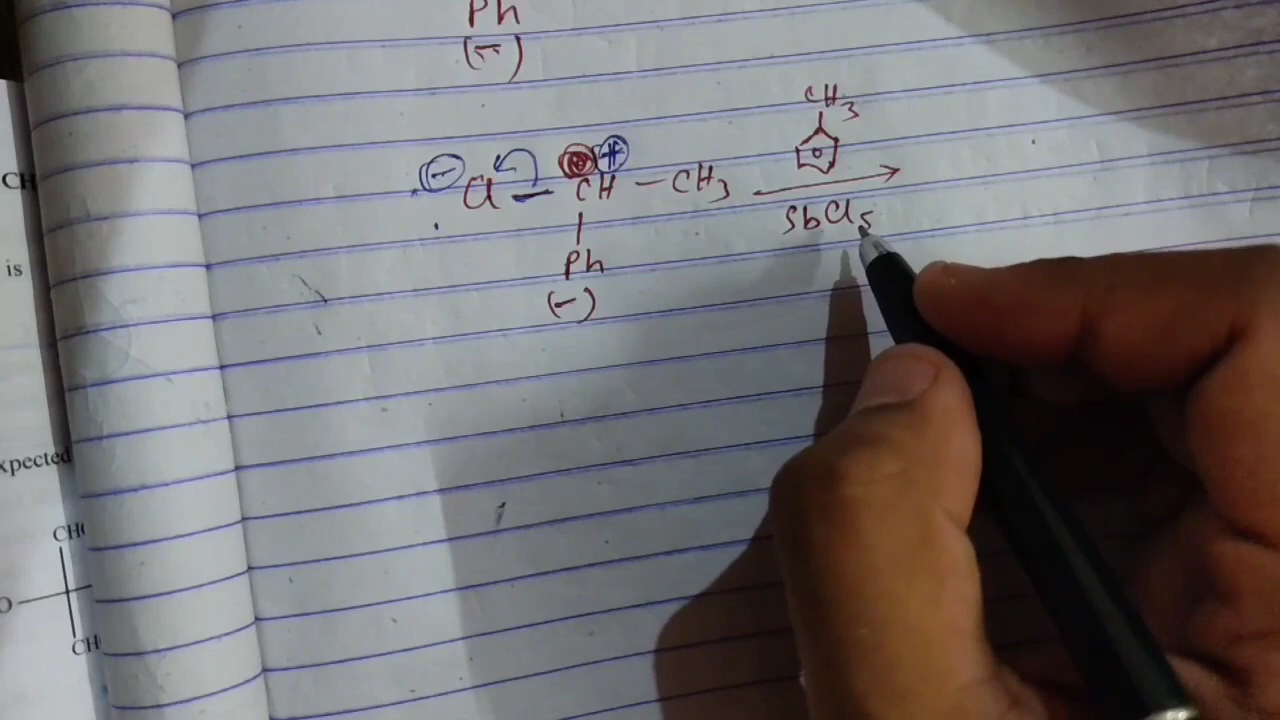 Ph
(-)
CH3
- Cl - CH - CH3
+
SbCl5
Ph
(-)
CH
is
xpected
CH
O
CH